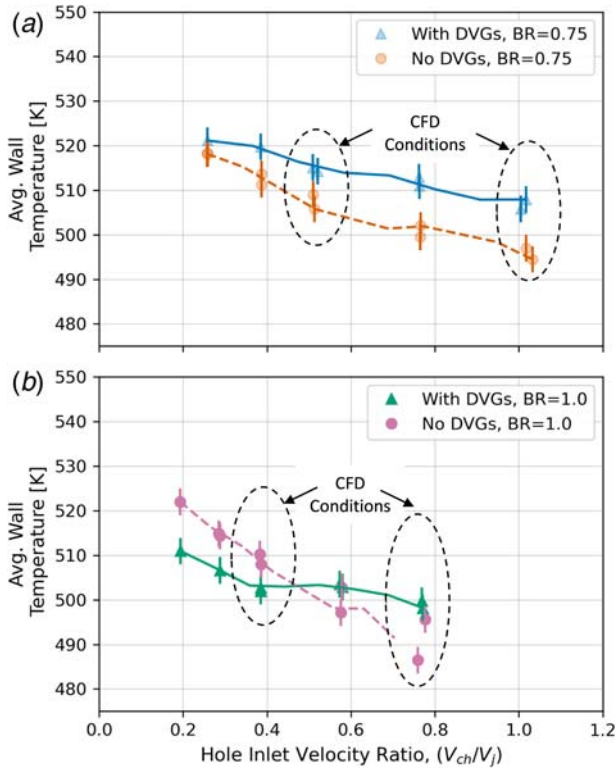 (a)
550
With DVGs, BR=0.75
540
No DVGs, BR=0.75
530
CFD
Conditions
520
510
500
490
480
Avg. Wall
Temperature [K]
(b)
550
With DVGs, BR=1.0
540
No DVGs, BR=1.0
530
CFD
Conditions
520
510
500
490
480
Avg. Wall
Temperature [K]
0.0 0.2 0.4 0.6 0.8 1.0 1.2
Hole Inlet Velocity Ratio, (V_ch/V_j)